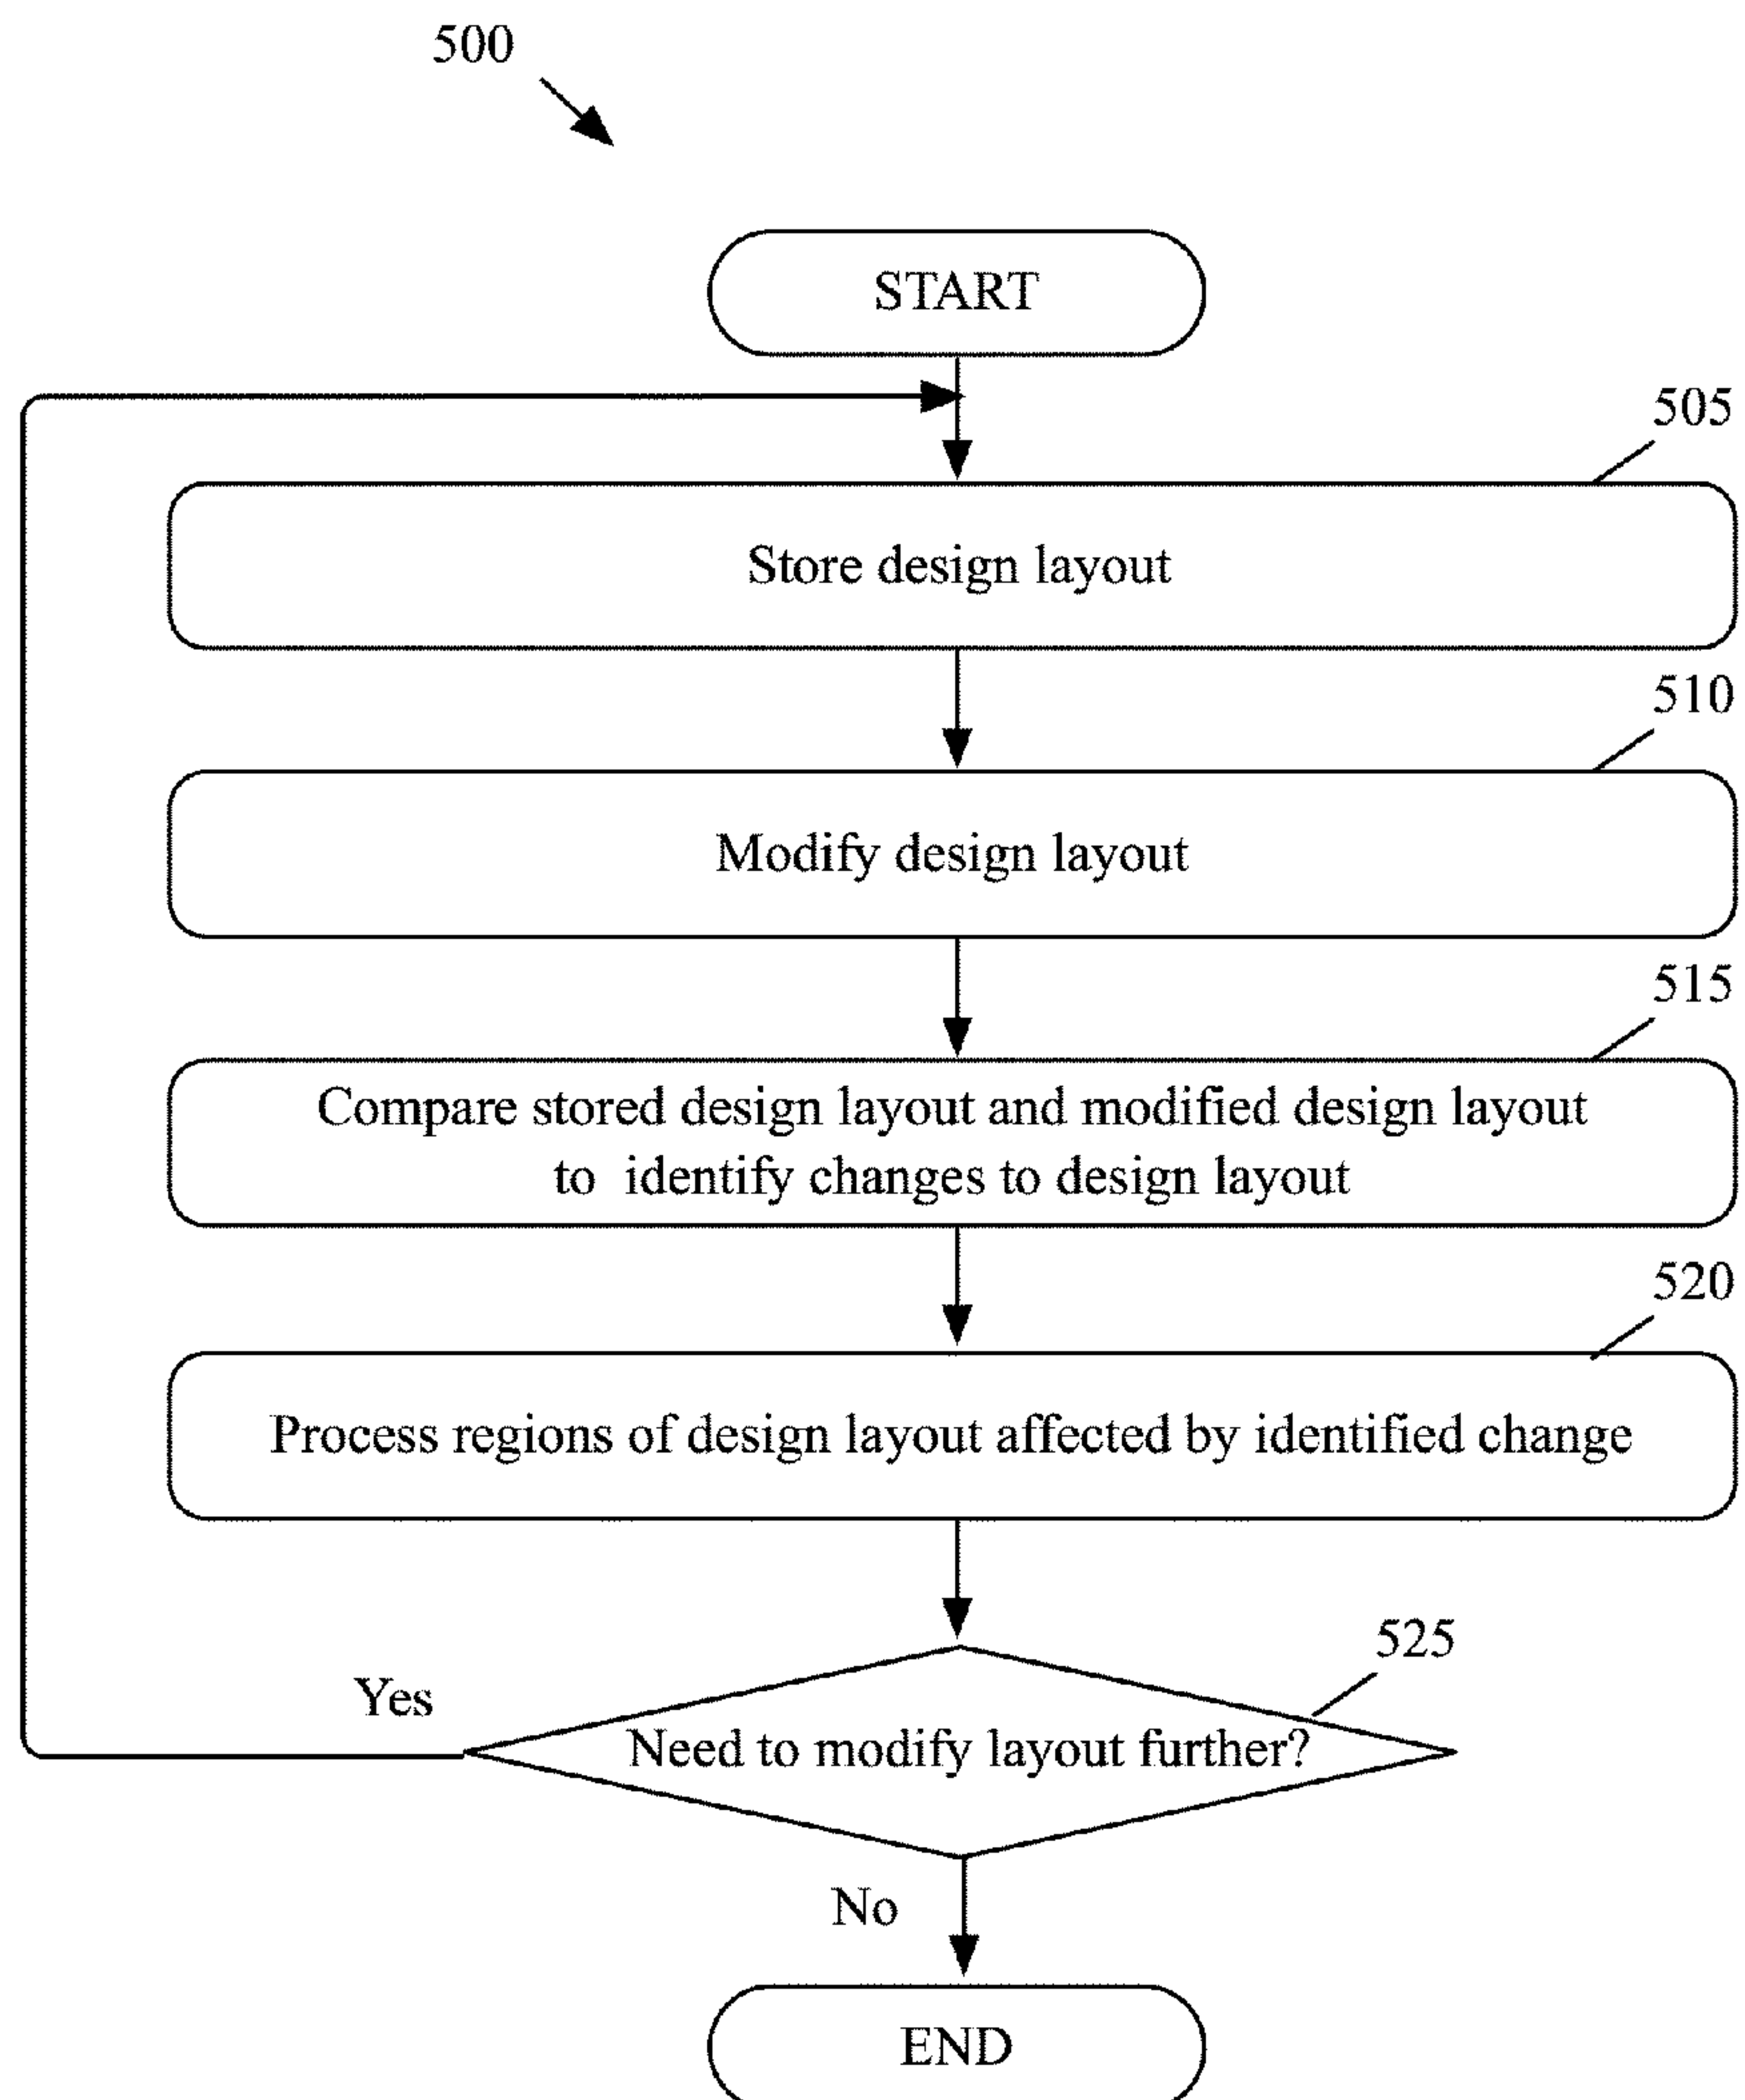 500
START
505
Store design layout
510
Modify design layout
515
Compare stored design layout and modified design layout
to identify changes to design layout
520
Process regions of design layout affected by identified change
525
Yes
Need to modify layout further?
No
END